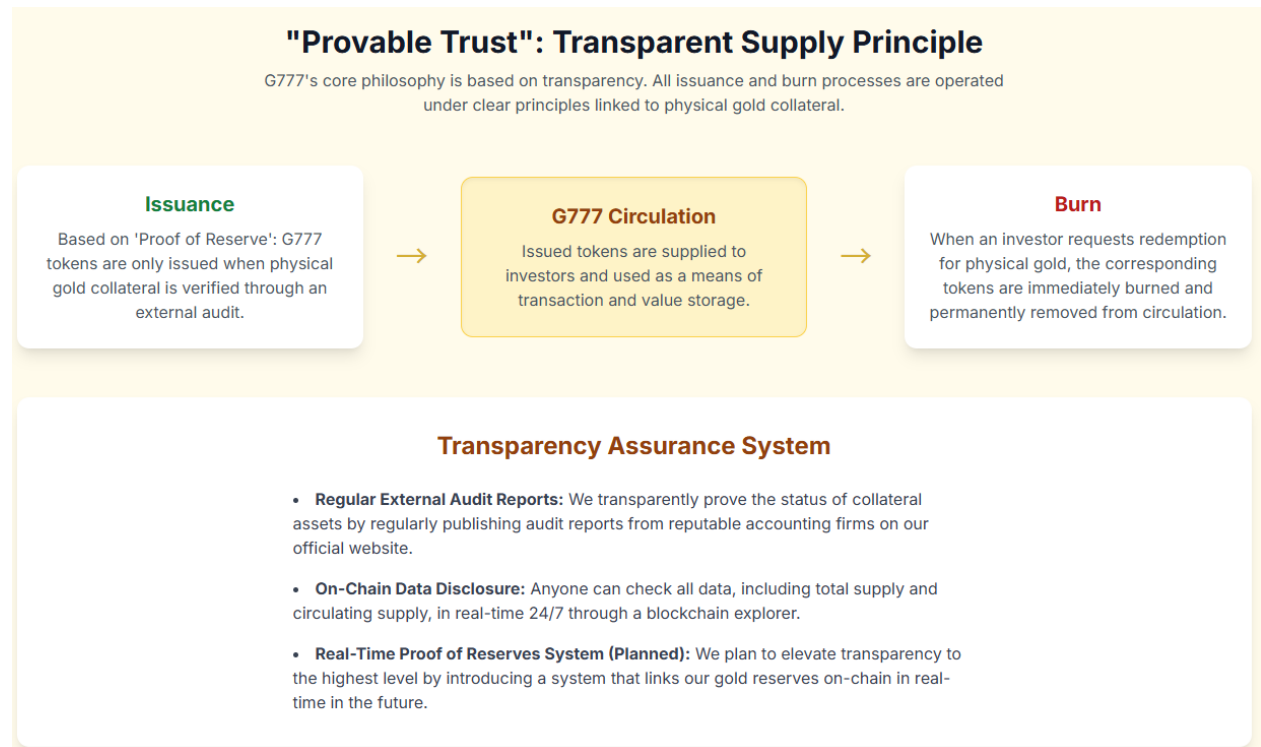 "Provable Trust": Transparent Supply Principle
G777's core philosophy is based on transparency. All issuance and burn processes are operated
under clear principles linked to physical gold collateral.
Issuance
Based on 'Proof of Reserve': G777
tokens are only issued when physical
gold collateral is verified through an
external audit.
→
G777 Circulation
Issued tokens are supplied to
investors and used as a means of
transaction and value storage.
→
Burn
When an investor requests redemption
for physical gold, the corresponding
tokens are immediately burned and
permanently removed from circulation.
Transparency Assurance System
• Regular External Audit Reports: We transparently prove the status of collateral
assets by regularly publishing audit reports from reputable accounting firms on our
official website.
• On-Chain Data Disclosure: Anyone can check all data, including total supply and
circulating supply, in real-time 24/7 through a blockchain explorer.
• Real-Time Proof of Reserves System (Planned): We plan to elevate transparency to
the highest level by introducing a system that links our gold reserves on-chain in real-
time in the future.